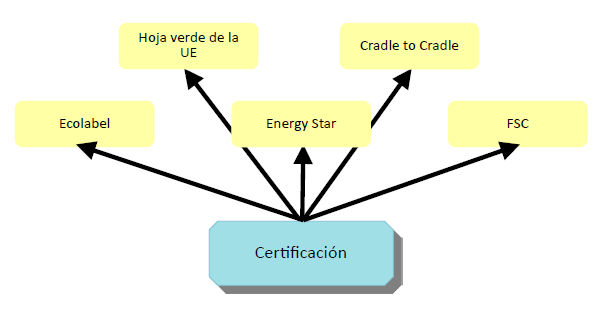 Hoja verde de la
UE
Cradle to Cradle
Ecolabel
Energy Star
FSC
Certificación